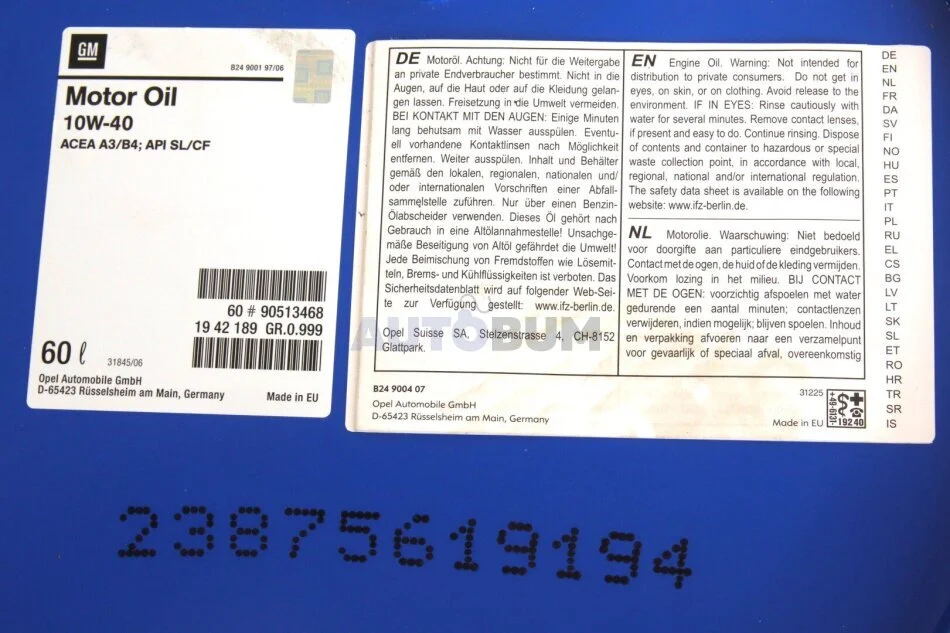 GM
B24 9001 97/06
Motor Oil
10W-40
ACEA A3/B4; API SL/CF
60 # 90513468
19 42 189 GR.0.999
60 ℓ
31845/06
Opel Automobile GmbH
D-65423 Rüsselsheim am Main, Germany
Made in EU
DE Motoröl. Achtung: Nicht für die Weitergabe
an private Endverbraucher bestimmt. Nicht in die
Augen, auf die Haut oder auf die Kleidung gelan-
gen lassen. Freisetzung in die Umwelt vermeiden.
BEI KONTAKT MIT DEN AUGEN: Einige Minuten
lang behutsam mit Wasser ausspülen. Eventu-
ell vorhandene Kontaktlinsen nach Möglichkeit
entfernen. Weiter ausspülen. Inhalt und Behälter
gemäß den lokalen, regionalen, nationalen und/
oder internationalen Vorschriften einer Abfall-
sammelstelle zuführen. Nur über einen Benzin-
Ölabscheider verwenden. Dieses Öl gehört nach
Gebrauch in eine Altölannahmestelle! Unsachge-
mäße Beseitigung von Altöl gefährdet die Umwelt!
Jede Beimischung von Fremdstoffen wie Lösemit-
teln, Brems- und Kühlflüssigkeiten ist verboten. Das
Sicherheitsdatenblatt wird auf folgender Web-Sei-
te zur Verfügung gestellt: www.ifz-berlin.de.
Opel Suisse SA, Stelzenstrasse 4, CH-8152
Glattpark.
EN Engine Oil. Warning: Not intended for
distribution to private consumers. Do not get in
eyes, on skin, or on clothing. Avoid release to the
environment. IF IN EYES: Rinse cautiously with
water for several minutes. Remove contact lenses,
if present and easy to do. Continue rinsing. Dispose
of contents and container to hazardous or special
waste collection point, in accordance with local,
regional, national and/or international regulation.
The safety data sheet is available on the following
website: www.ifz-berlin.de.
NL Motorolie. Waarschuwing: Niet bedoeld
voor doorgifte aan particuliere eindgebruikers.
Contact met de ogen, de huid of de kleding vermijden.
Voorkom lozing in het milieu. BIJ CONTACT
MET DE OGEN: voorzichtig afspoelen met water
gedurende een aantal minuten; contactlenzen
verwijderen, indien mogelijk; blijven spoelen. Inhoud
en verpakking afvoeren naar een verzamelpunt
voor gevaarlijk of speciaal afval, overeenkomstig
B24 9004 07
Opel Automobile GmbH
D-65423 Rüsselsheim am Main, Germany
31225
Made in EU
+49-6131-
19240
DE
EN
NL
FR
DA
SV
FI
NO
HU
ES
PT
IT
PL
RU
EL
CS
BG
LV
LT
SK
SL
ET
RO
HR
TR
SR
IS
AUTOBUM
23875619194